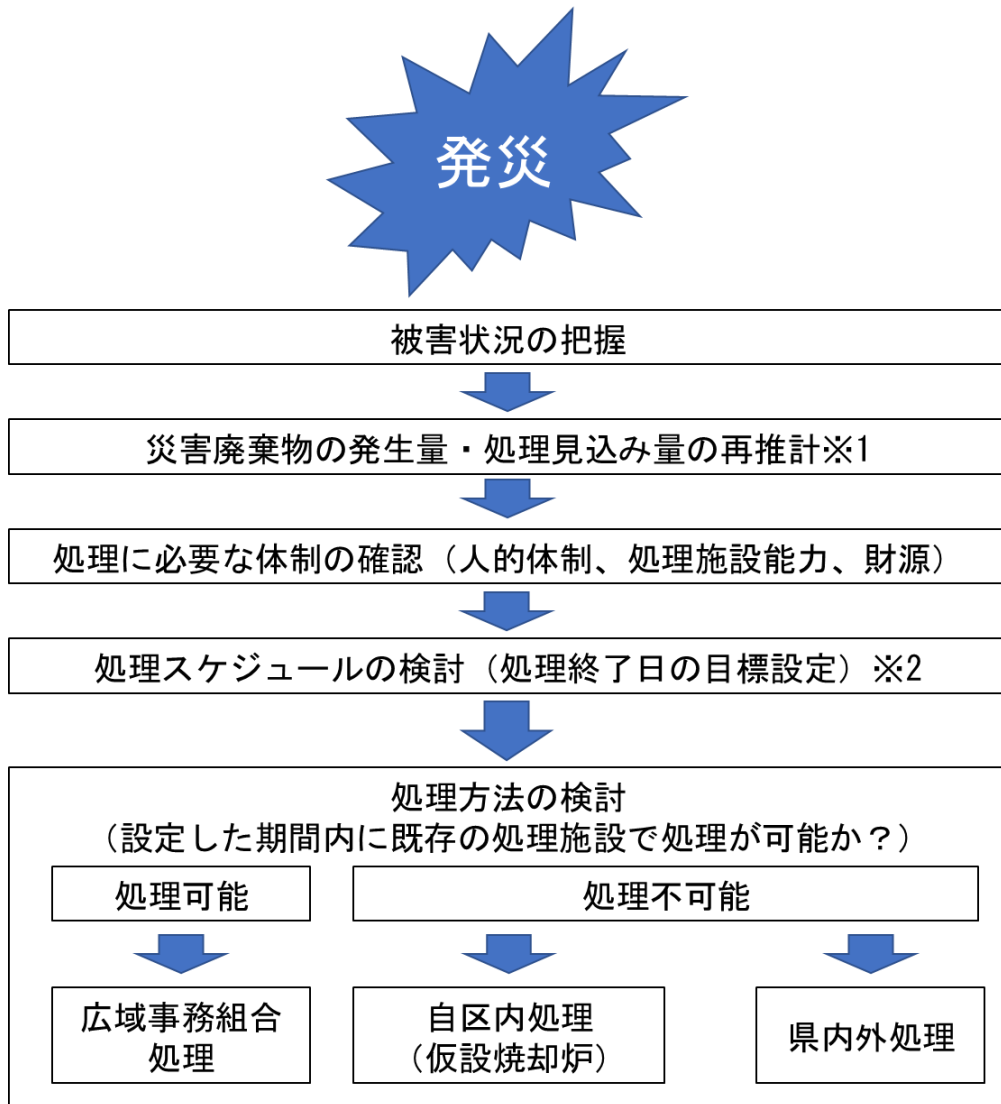 発災
被害状況の把握
災害廃棄物の発生量・処理見込み量の再推計※1
処理に必要な体制の確認（人的体制、処理施設能力、財源）
処理スケジュールの検討（処理終了日の目標設定）※2
処理方法の検討
（設定した期間内に既存の処理施設で処理が可能か？）
処理可能
処理不可能
広域事務組合
処理
自区内処理
（仮設焼却炉）
県内外処理